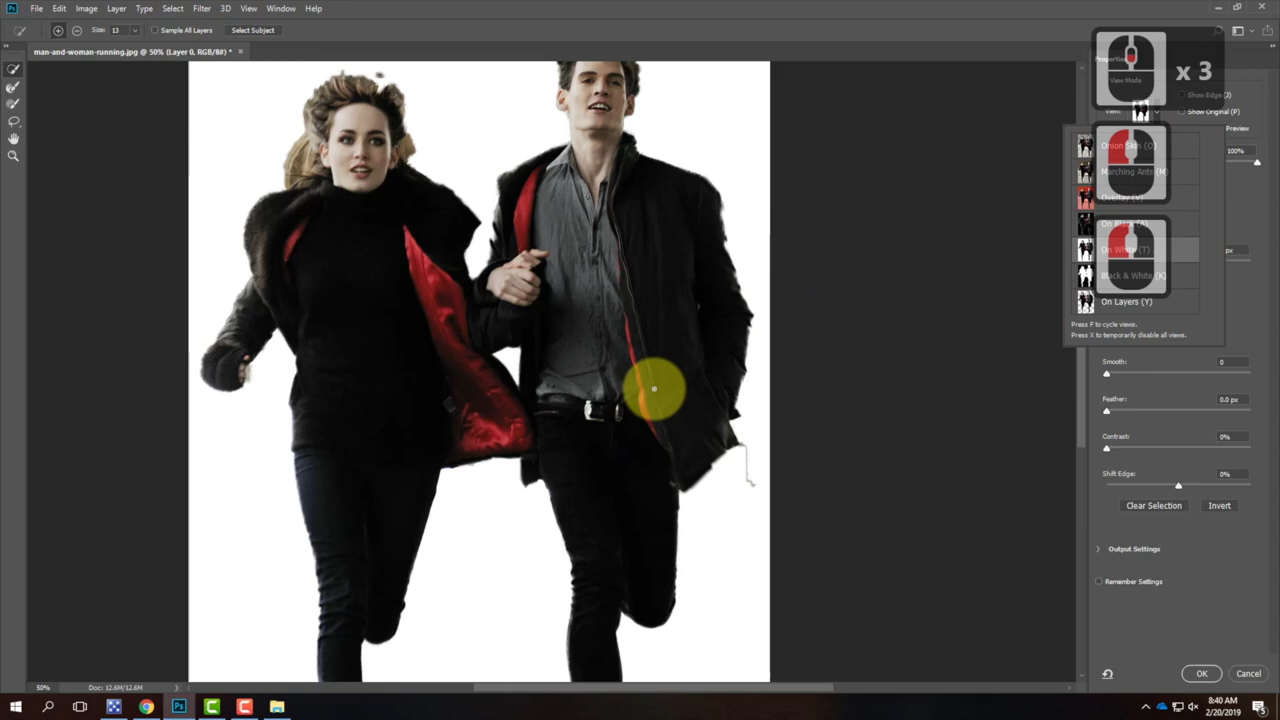 Ps File Edit Image Layer Type Select Filter 3D View Window Help
Size: 13 Sample All Layers Select Subject
man-and-woman-running.jpg @ 50% (Layer 0, RGB/8#) * ×
Properties
x 3
View Mode
Show Edge (J)
View: Show Original (P)
Preview
100%
Onion Skin (O)
Marching Ants (M)
Overlay (V)
On Black (A)
On White (T)
px
Black & White (K)
On Layers (Y)
Press F to cycle views.
Press X to temporarily disable all views.
Smooth: 0
Feather: 0.0 px
Contrast: 0%
Shift Edge: 0%
Clear Selection Invert
Output Settings
Remember Settings
OK Cancel
50% Doc: 12.6M/12.6M
8:40 AM
2/20/2019